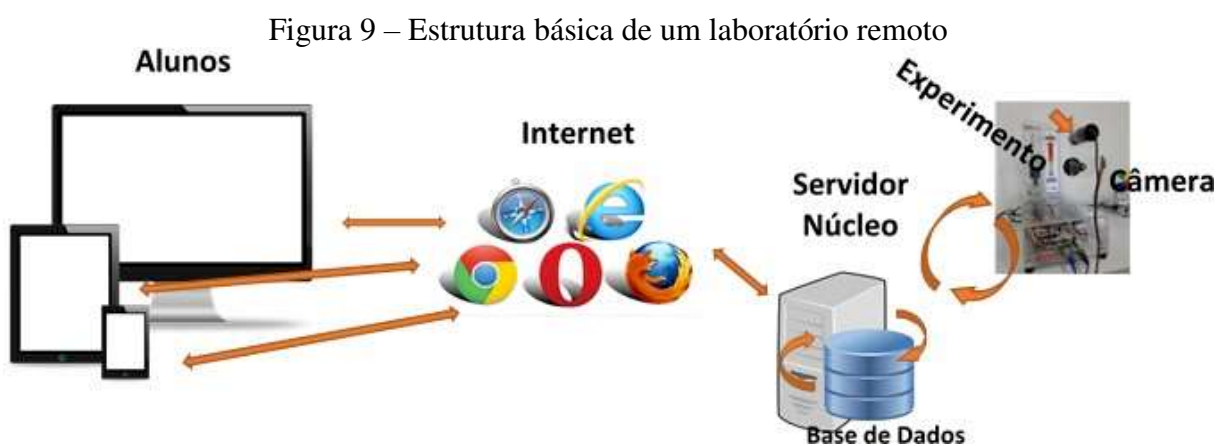 Figura 9 – Estrutura básica de um laboratório remoto
Alunos
Internet
Servidor
Núcleo
Experimento
Câmera
Base de Dados